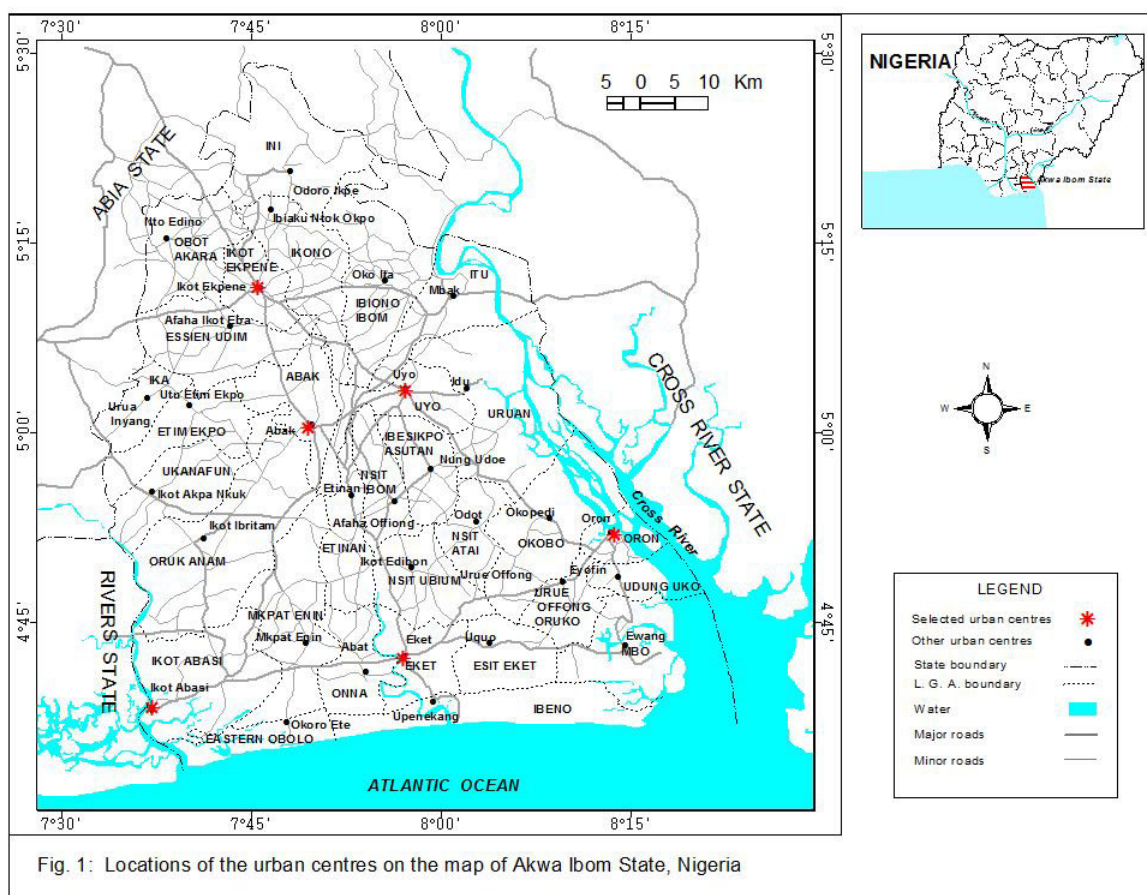 7°30' 7°45' 8°00' 8°15'
5°30'
5°15'
5°00'
4°45'
5 0 5 10 Km
ABIA STATE
INI
Odoro Ikpe
Nto Edino
Ibiaku Ntok Okpo
OBOT
AKARA
IKOT
EKPENE
IKONO
Ikot Ekpene
Oko Ita
ITU
Mbak
IBIONO
IBOM
Afaha Ikot Ebra
ESSIEN UDIM
CROSS RIVER STATE
IKA
ABAK
Uyo
Idu
Urua
Inyang
Uto Etim Ekpo
UYO
URUAN
ETIM EKPO
Abak
IBESIKPO
ASUTAN
UKANAFUN
NSIT
IBOM
Nung Udoe
Ikot Akpa Nkuk
Etinan
Cross River
Ikot Ibritam
Afaha Offiong
Odot
Okopedi
Oron
ORON
ORUK ANAM
ETINAN
NSIT
ATAI
OKOBO
Ikot Edibon
NSIT UBIUM
Urue Offong
Eyofin
UDUNG UKO
URUE
OFFONG
ORUKO
RIVERS STATE
MKPAT ENIN
Mkpat Enin
Abat
Eket
Uquo
Ewang
MBO
IKOT ABASI
EKET
ESIT EKET
Ikot Abasi
ONNA
Upenekang
IBENO
Okoro Ete
EASTERN OBOLO
ATLANTIC OCEAN
7°30' 7°45' 8°00' 8°15'
5°30'
5°15'
5°00'
4°45'
NIGERIA
Akwa Ibom State
N
W E
S
LEGEND
Selected urban centres
Other urban centres
State boundary
L. G. A. boundary
Water
Major roads
Minor roads
Fig. 1: Locations of the urban centres on the map of Akwa Ibom State, Nigeria